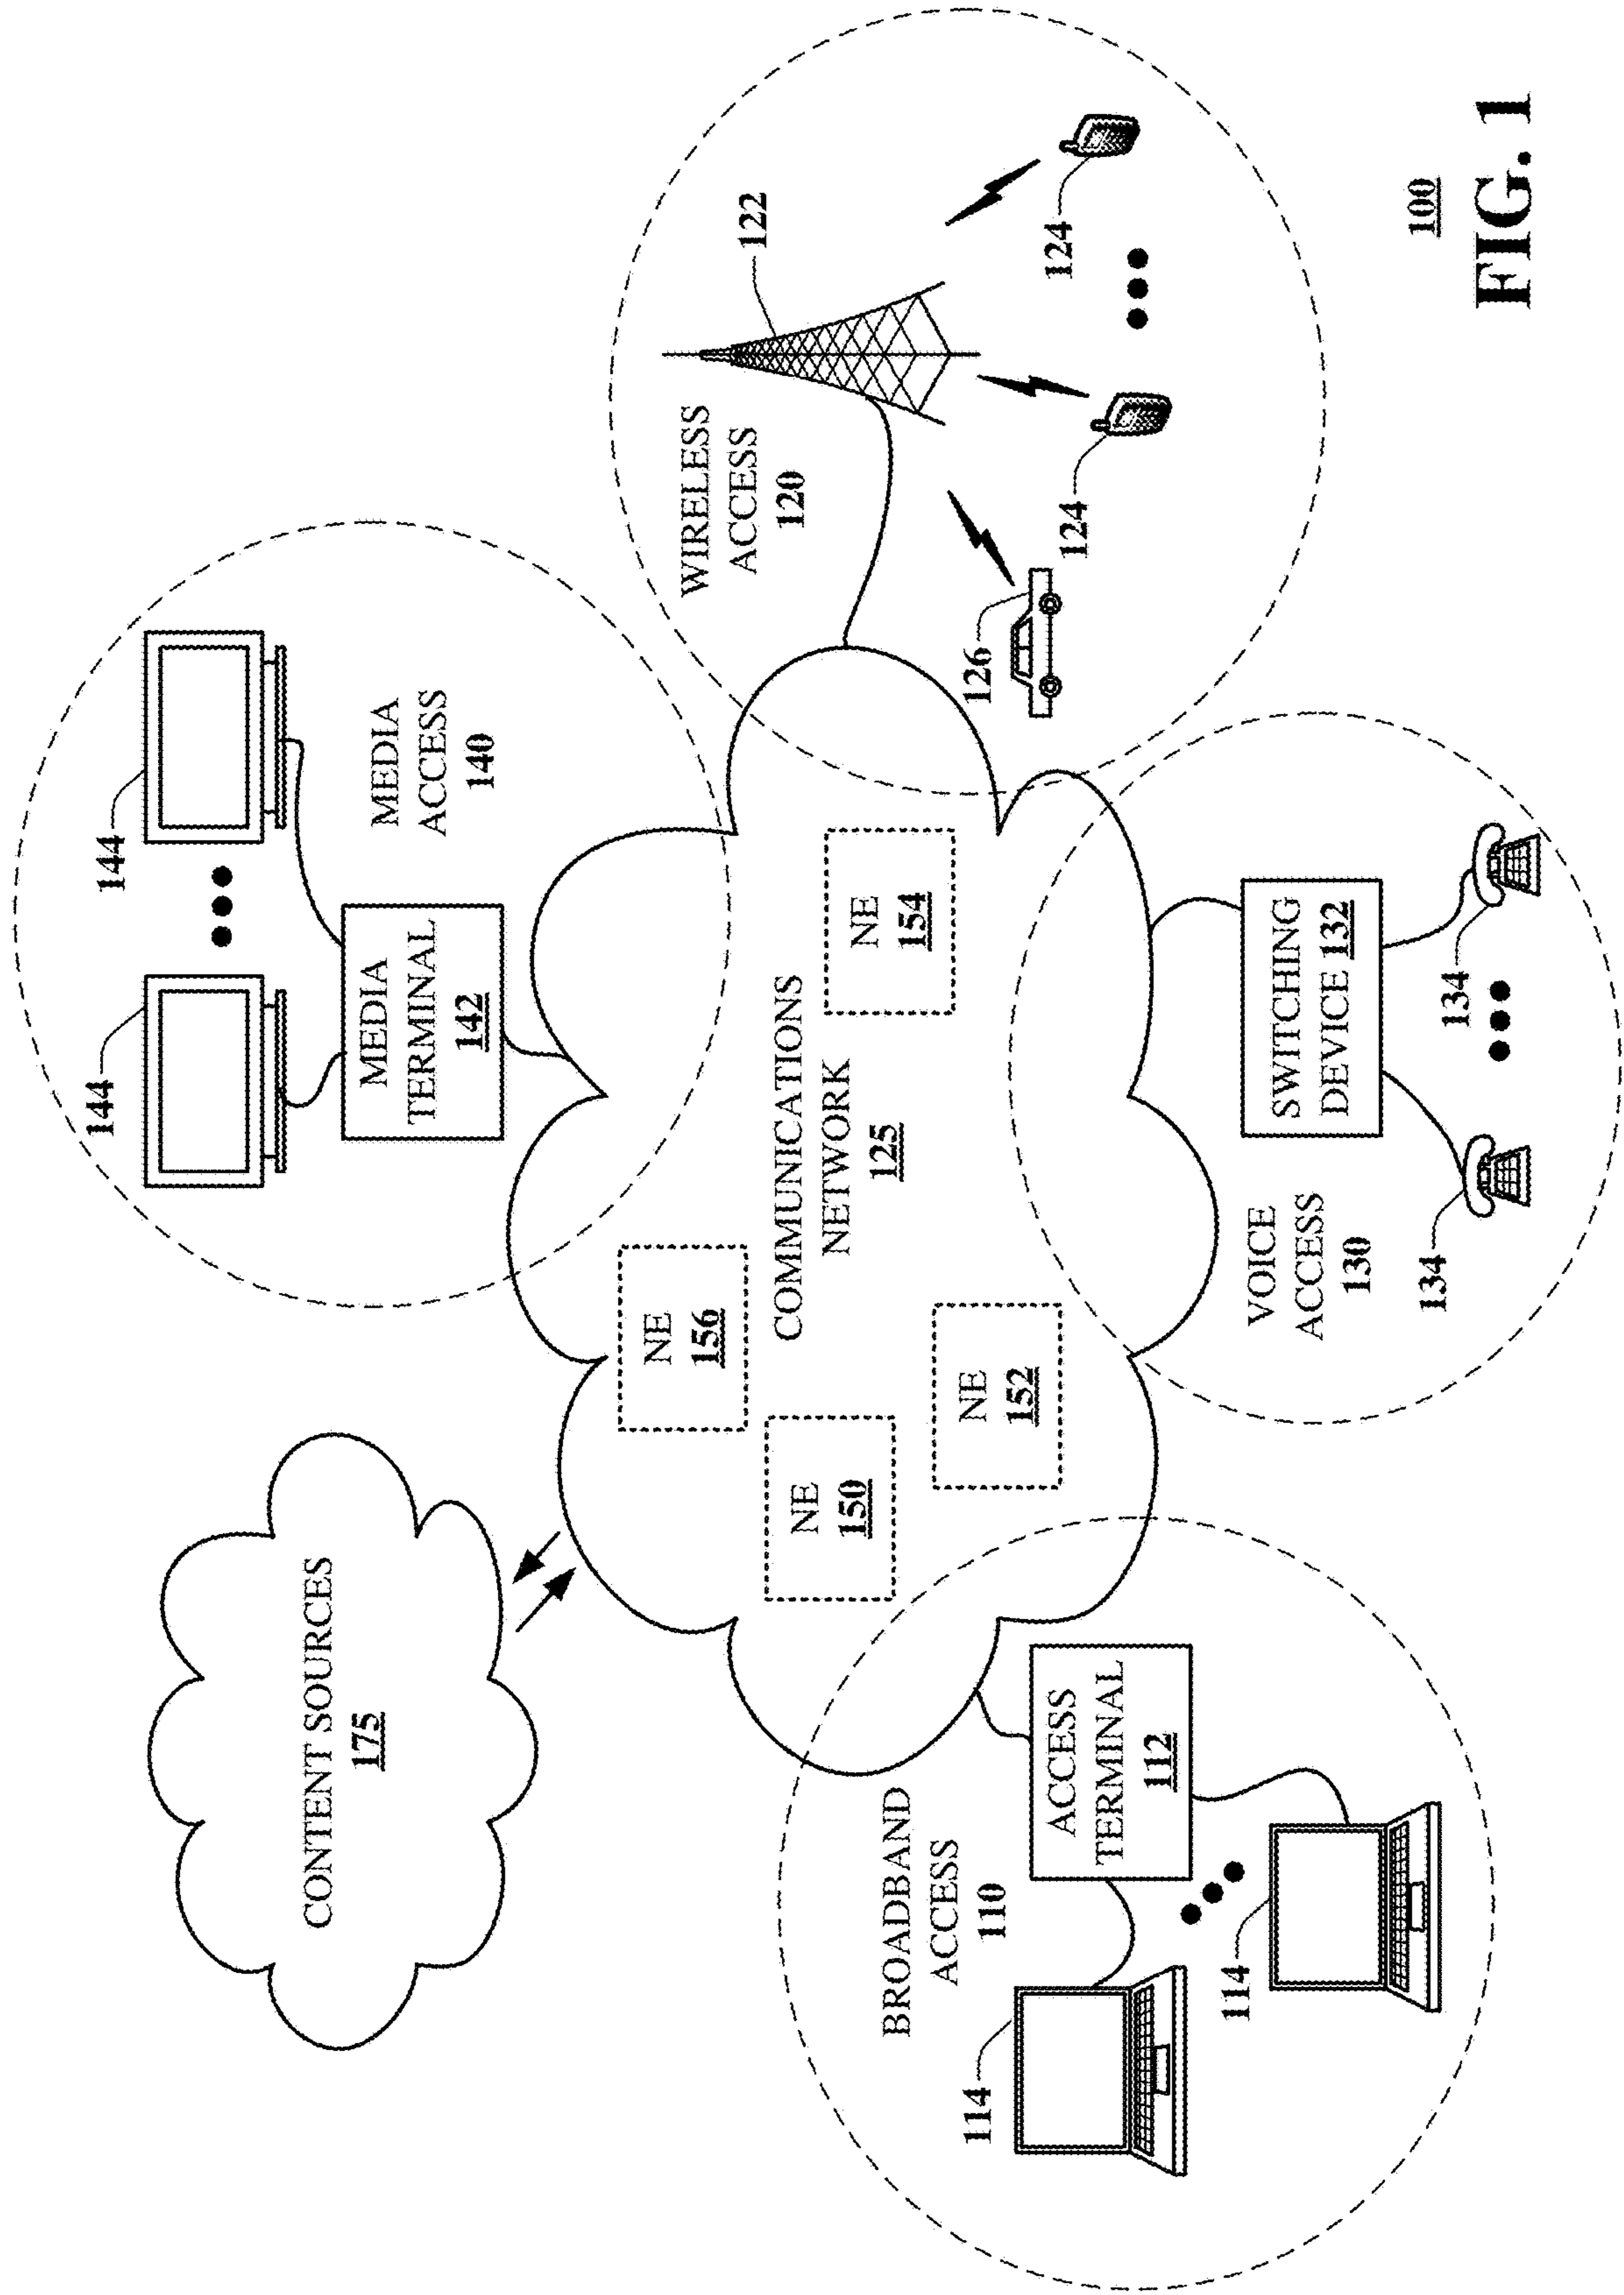 CONTENT SOURCES
175
144
144
MEDIA
TERMINAL
142
MEDIA
ACCESS
140
NE
156
NE
150
NE
152
NE
154
COMMUNICATIONS
NETWORK
125
WIRELESS
ACCESS
120
122
124
124
126
BROADBAND
ACCESS
110
ACCESS
TERMINAL
112
114
114
VOICE
ACCESS
130
SWITCHING
DEVICE 132
134
134
100
FIG. 1